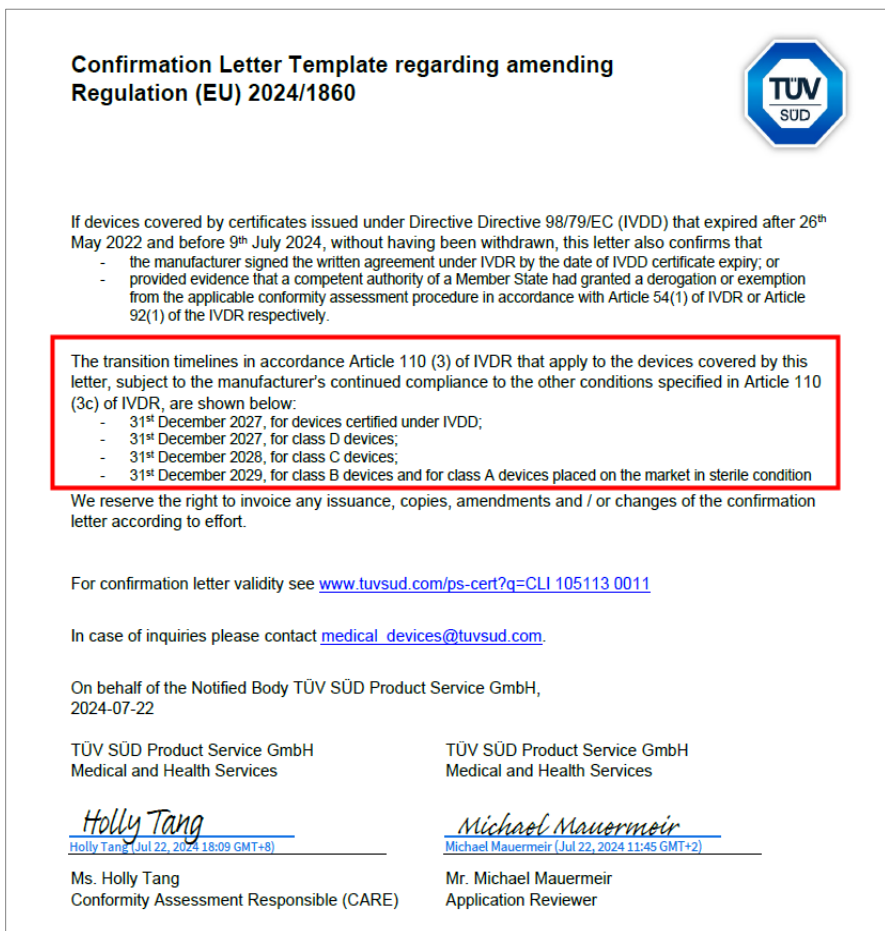 Confirmation Letter Template regarding amending
Regulation (EU) 2024/1860
TÜV
SÜD
If devices covered by certificates issued under Directive Directive 98/79/EC (IVDD) that expired after 26th
May 2022 and before 9th July 2024, without having been withdrawn, this letter also confirms that
- the manufacturer signed the written agreement under IVDR by the date of IVDD certificate expiry; or
- provided evidence that a competent authority of a Member State had granted a derogation or exemption
from the applicable conformity assessment procedure in accordance with Article 54(1) of IVDR or Article
92(1) of the IVDR respectively.
The transition timelines in accordance Article 110 (3) of IVDR that apply to the devices covered by this
letter, subject to the manufacturer's continued compliance to the other conditions specified in Article 110
(3c) of IVDR, are shown below:
- 31st December 2027, for devices certified under IVDD;
- 31st December 2027, for class D devices;
- 31st December 2028, for class C devices;
- 31st December 2029, for class B devices and for class A devices placed on the market in sterile condition
We reserve the right to invoice any issuance, copies, amendments and / or changes of the confirmation
letter according to effort.
For confirmation letter validity see www.tuvsud.com/ps-cert?q=CLI 105113 0011
In case of inquiries please contact medical_devices@tuvsud.com.
On behalf of the Notified Body TÜV SÜD Product Service GmbH,
2024-07-22
TÜV SÜD Product Service GmbH
Medical and Health Services
Holly Tang
Holly Tang (Jul 22, 2024 18:09 GMT+8)
Ms. Holly Tang
Conformity Assessment Responsible (CARE)
TÜV SÜD Product Service GmbH
Medical and Health Services
Michael Mauermeir
Michael Mauermeir (Jul 22, 2024 11:45 GMT+2)
Mr. Michael Mauermeir
Application Reviewer